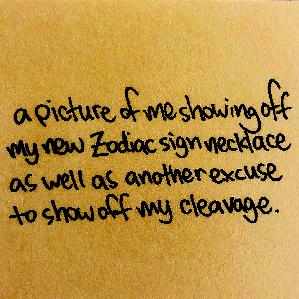 a picture of me showing off
my new Zodiac sign necklace
as well as another excuse
to show off my cleavage.